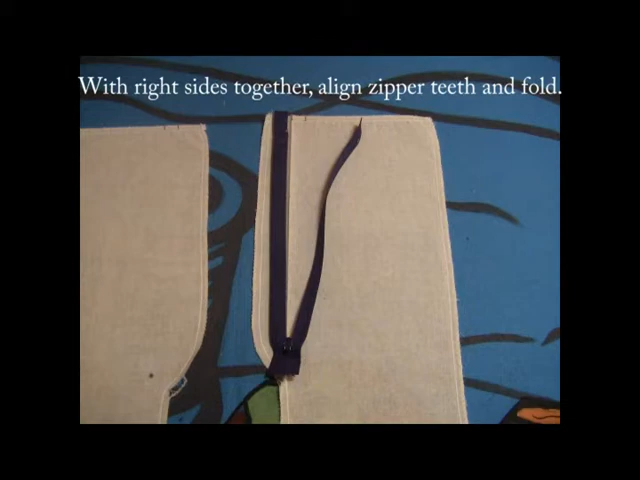 With right sides together, align zipper teeth and fold.